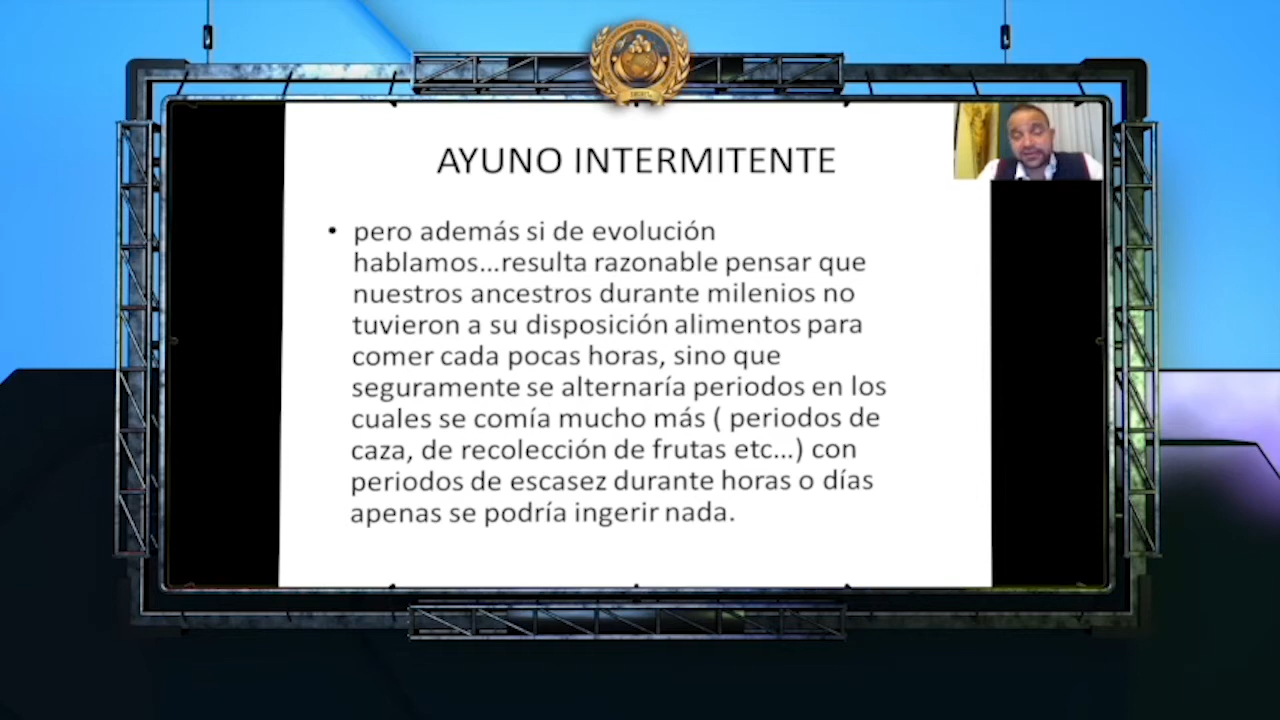 AYUNO INTERMITENTE
• pero además si de evolución
hablamos...resulta razonable pensar que
nuestros ancestros durante milenios no
tuvieron a su disposición alimentos para
comer cada pocas horas, sino que
seguramente se alternaría periodos en los
cuales se comía mucho más ( periodos de
caza, de recolección de frutas etc...) con
periodos de escasez durante horas o días
apenas se podría ingerir nada.